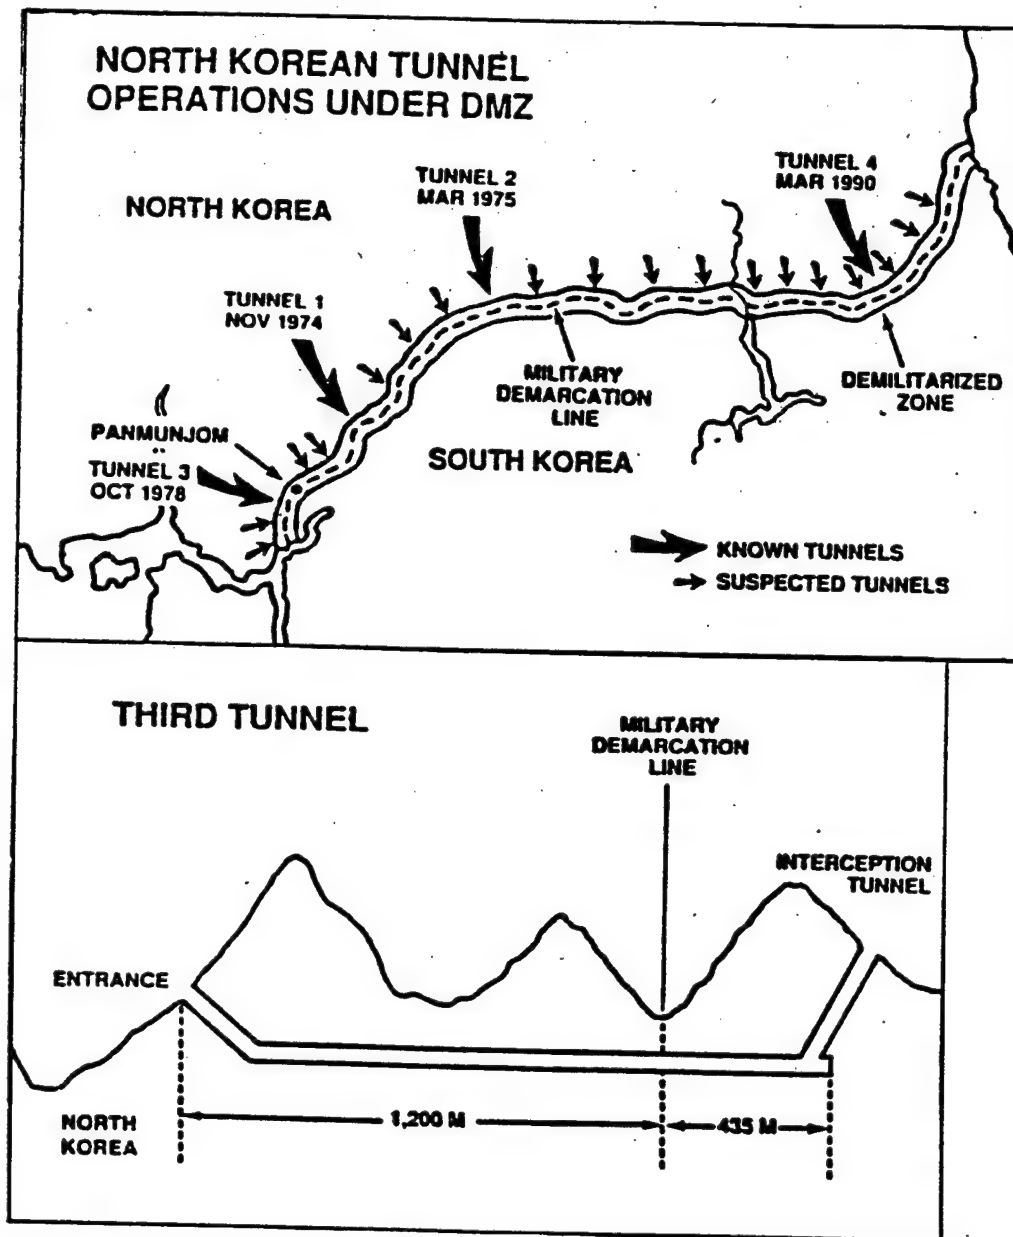 NORTH KOREAN TUNNEL
OPERATIONS UNDER DMZ
NORTH KOREA
TUNNEL 2
MAR 1975
TUNNEL 4
MAR 1990
TUNNEL 1
NOV 1974
MILITARY
DEMARCATION
LINE
DEMILITARIZED
ZONE
PANMUNJOM
TUNNEL 3
OCT 1978
SOUTH KOREA
KNOWN TUNNELS
SUSPECTED TUNNELS
THIRD TUNNEL
MILITARY
DEMARCATION
LINE
INTERCEPTION
TUNNEL
ENTRANCE
NORTH
KOREA
1,200 M
435 M